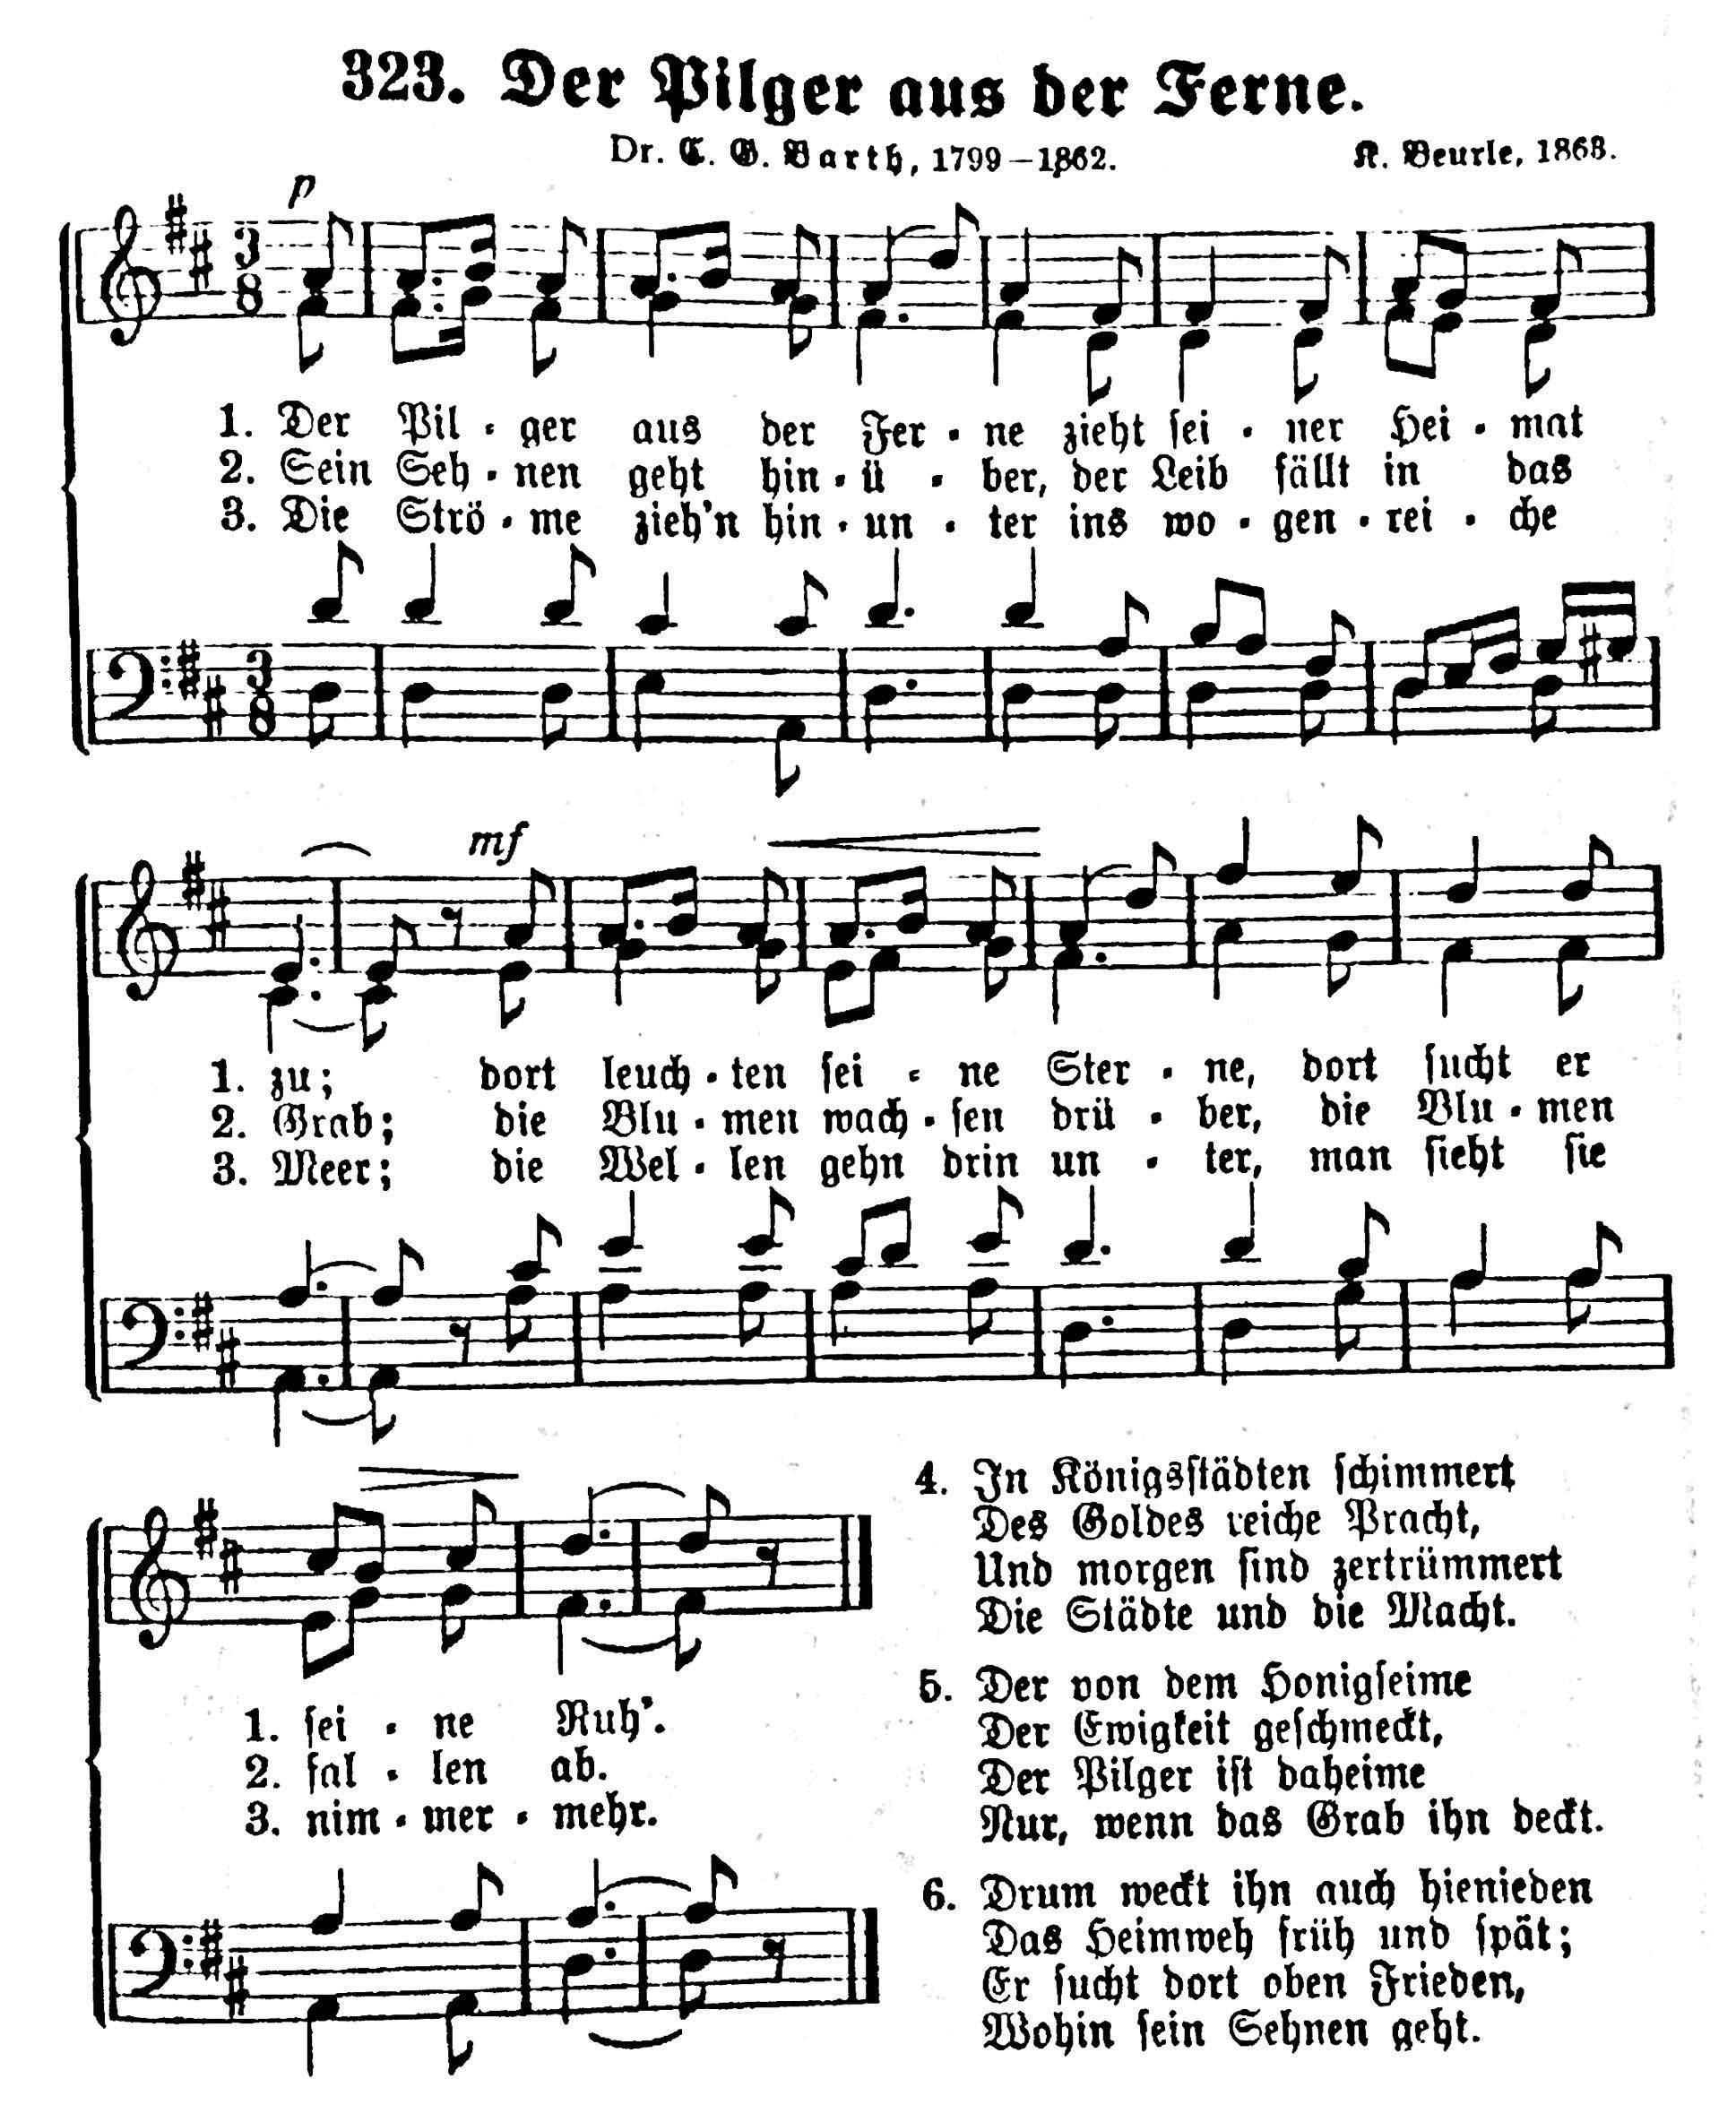 323. Der Pilger aus der Ferne.
Dr. C. G. Barth, 1799–1862. K. Beurle, 1868.
p
1. Der Pil - ger aus der Fer - ne zieht sei - ner Hei - mat
2. Sein Seh - nen geht hin - ü - ber, der Leib fällt in das
3. Die Strö - me zieh'n hin - un - ter ins wo - gen - rei - che
mf
1. zu; dort leuch - ten sei - ne Ster - ne, dort sucht er
2. Grab; die Blu - men wach - sen drü - ber, die Blu - men
3. Meer; die Wel - len gehn drin un - ter, man sieht sie
1. sei - ne Ruh'.
2. fal - len ab.
3. nim - mer - mehr.
4. In Königsstädten schimmert
Des Goldes reiche Pracht,
Und morgen sind zertrümmert
Die Städte und die Macht.
5. Der von dem Honigseime
Der Ewigkeit geschmeckt,
Der Pilger ist daheime
Nur, wenn das Grab ihn deckt.
6. Drum weckt ihn auch hienieden
Das Heimweh früh und spät;
Er sucht dort oben Frieden,
Wohin sein Sehnen geht.